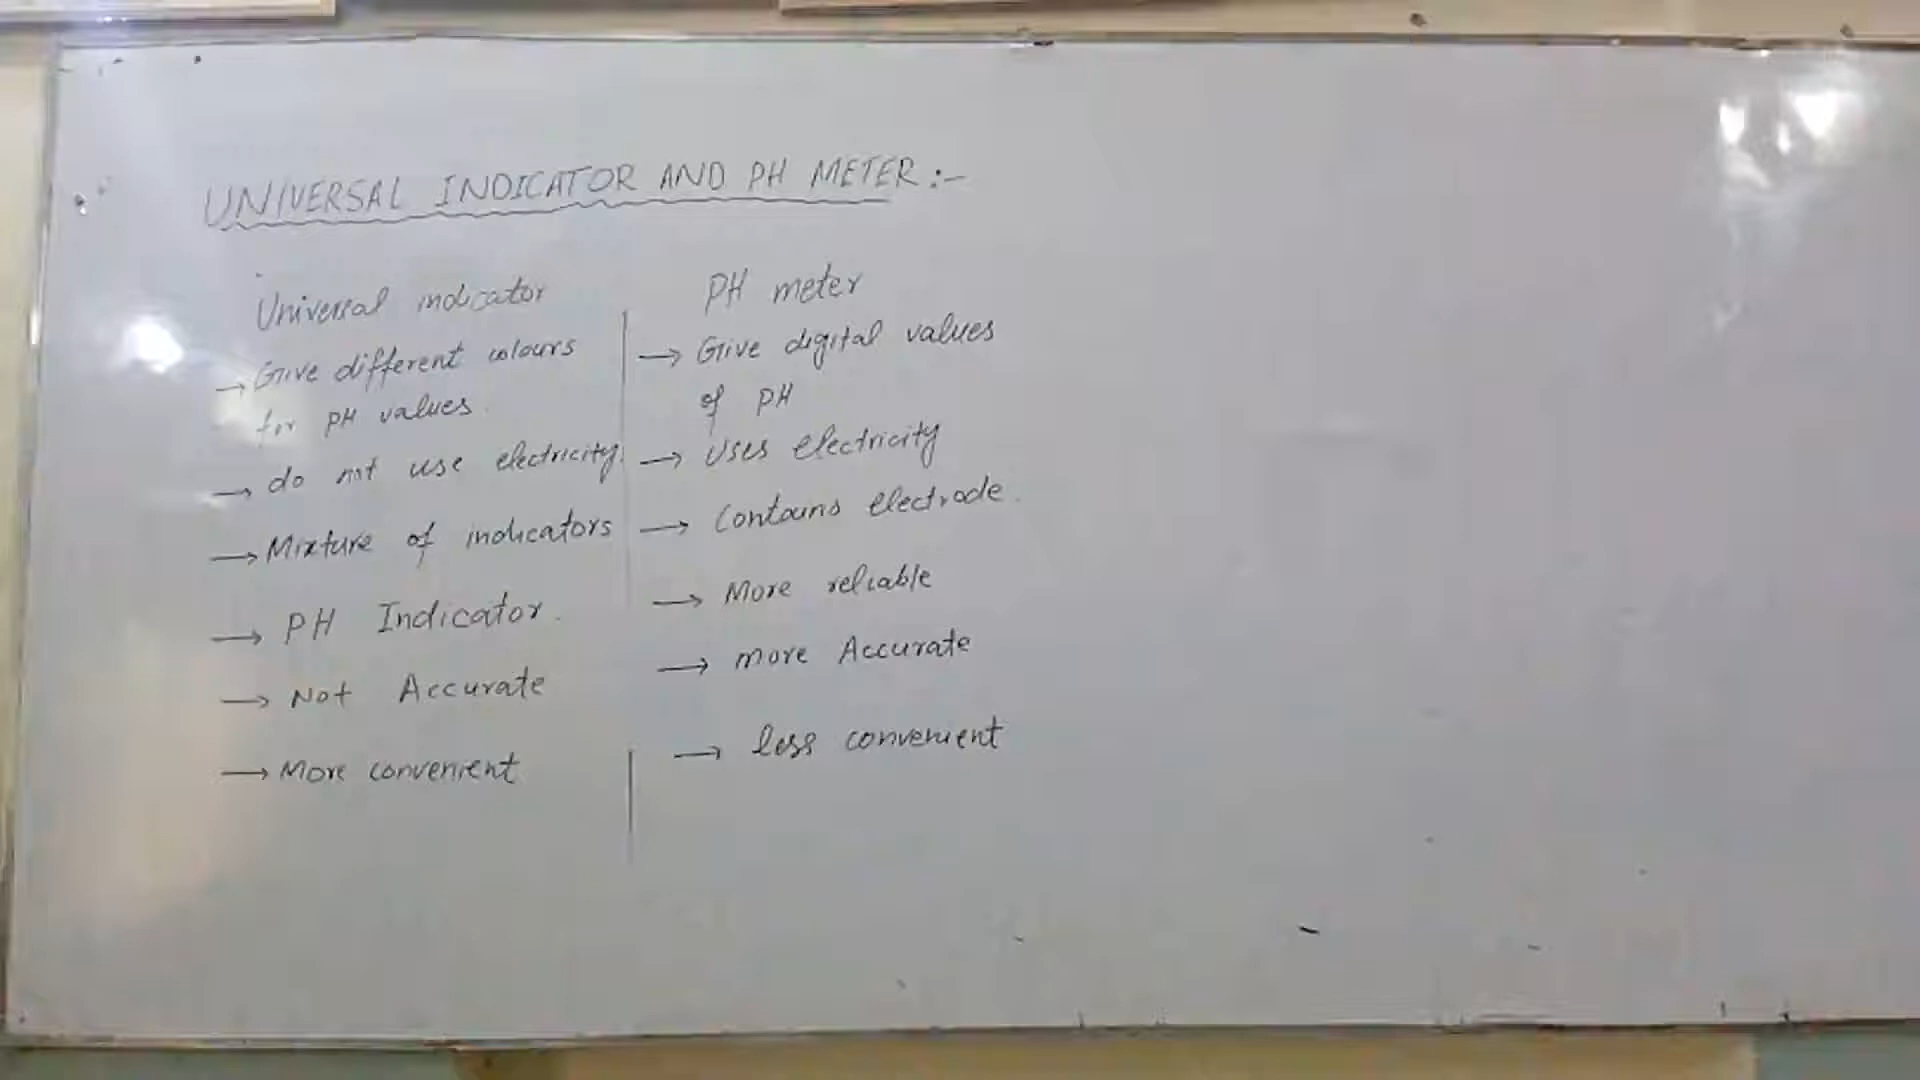 UNIVERSAL INDICATOR AND PH METER :-
Universal indicator
→ Give different colours
for PH values
→ do not use electricity.
→ Mixture of indicators
→ PH Indicator.
→ Not Accurate
→ More convenient
PH meter
→ Give digital values
of PH
→ Uses electricity
→ Contains electrode.
→ More reliable
→ more Accurate
→ less convenient